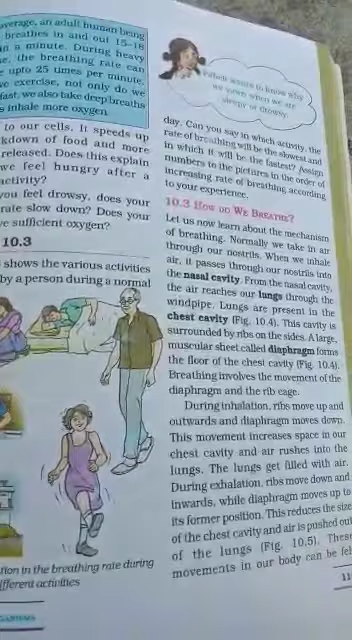 average, an adult human being
breathes in and out 15–18
in a minute. During heavy
the breathing rate can
upto 25 times per minute.
exercise, not only do we
fast, we also take deep breaths
inhale more oxygen.
to our cells. It speeds up
kdown of food and more
released. Does this explain
we feel hungry after a
activity?
you feel drowsy, does your
rate slow down? Does your
sufficient oxygen?
10.3
shows the various activities
by a person during a normal
tion in the breathing rate during
ifferent activities
wants to know why
we yawn when we are
sleepy or drowsy.
day. Can you say in which activity, the
rate of breathing will be the slowest and
in which it will be the fastest? Assign
numbers to the pictures in the order of
increasing rate of breathing according
to your experience.
10.3 HOW DO WE BREATHE?
Let us now learn about the mechanism
of breathing. Normally we take in air
through our nostrils. When we inhale
air, it passes through our nostrils into
the nasal cavity. From the nasal cavity,
the air reaches our lungs through the
windpipe. Lungs are present in the
chest cavity (Fig. 10.4). This cavity is
surrounded by ribs on the sides. A large,
muscular sheet called diaphragm forms
the floor of the chest cavity (Fig. 10.4).
Breathing involves the movement of the
diaphragm and the rib cage.
During inhalation, ribs move up and
outwards and diaphragm moves down.
This movement increases space in our
chest cavity and air rushes into the
lungs. The lungs get filled with air.
During exhalation, ribs move down and
inwards, while diaphragm moves up to
its former position. This reduces the size
of the chest cavity and air is pushed out
of the lungs (Fig. 10.5). These
movements in our body can be fel
11